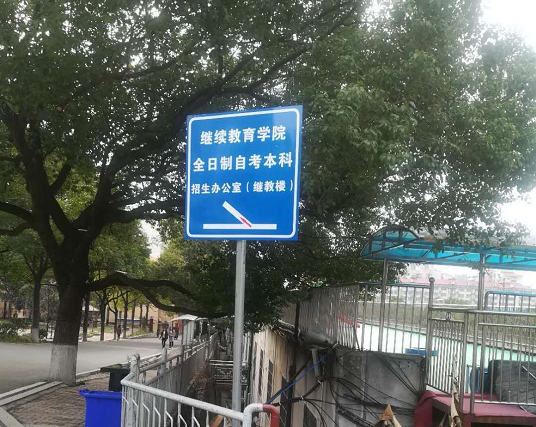 继续教育学院
全日制自考本科
招生办公室（继教楼）